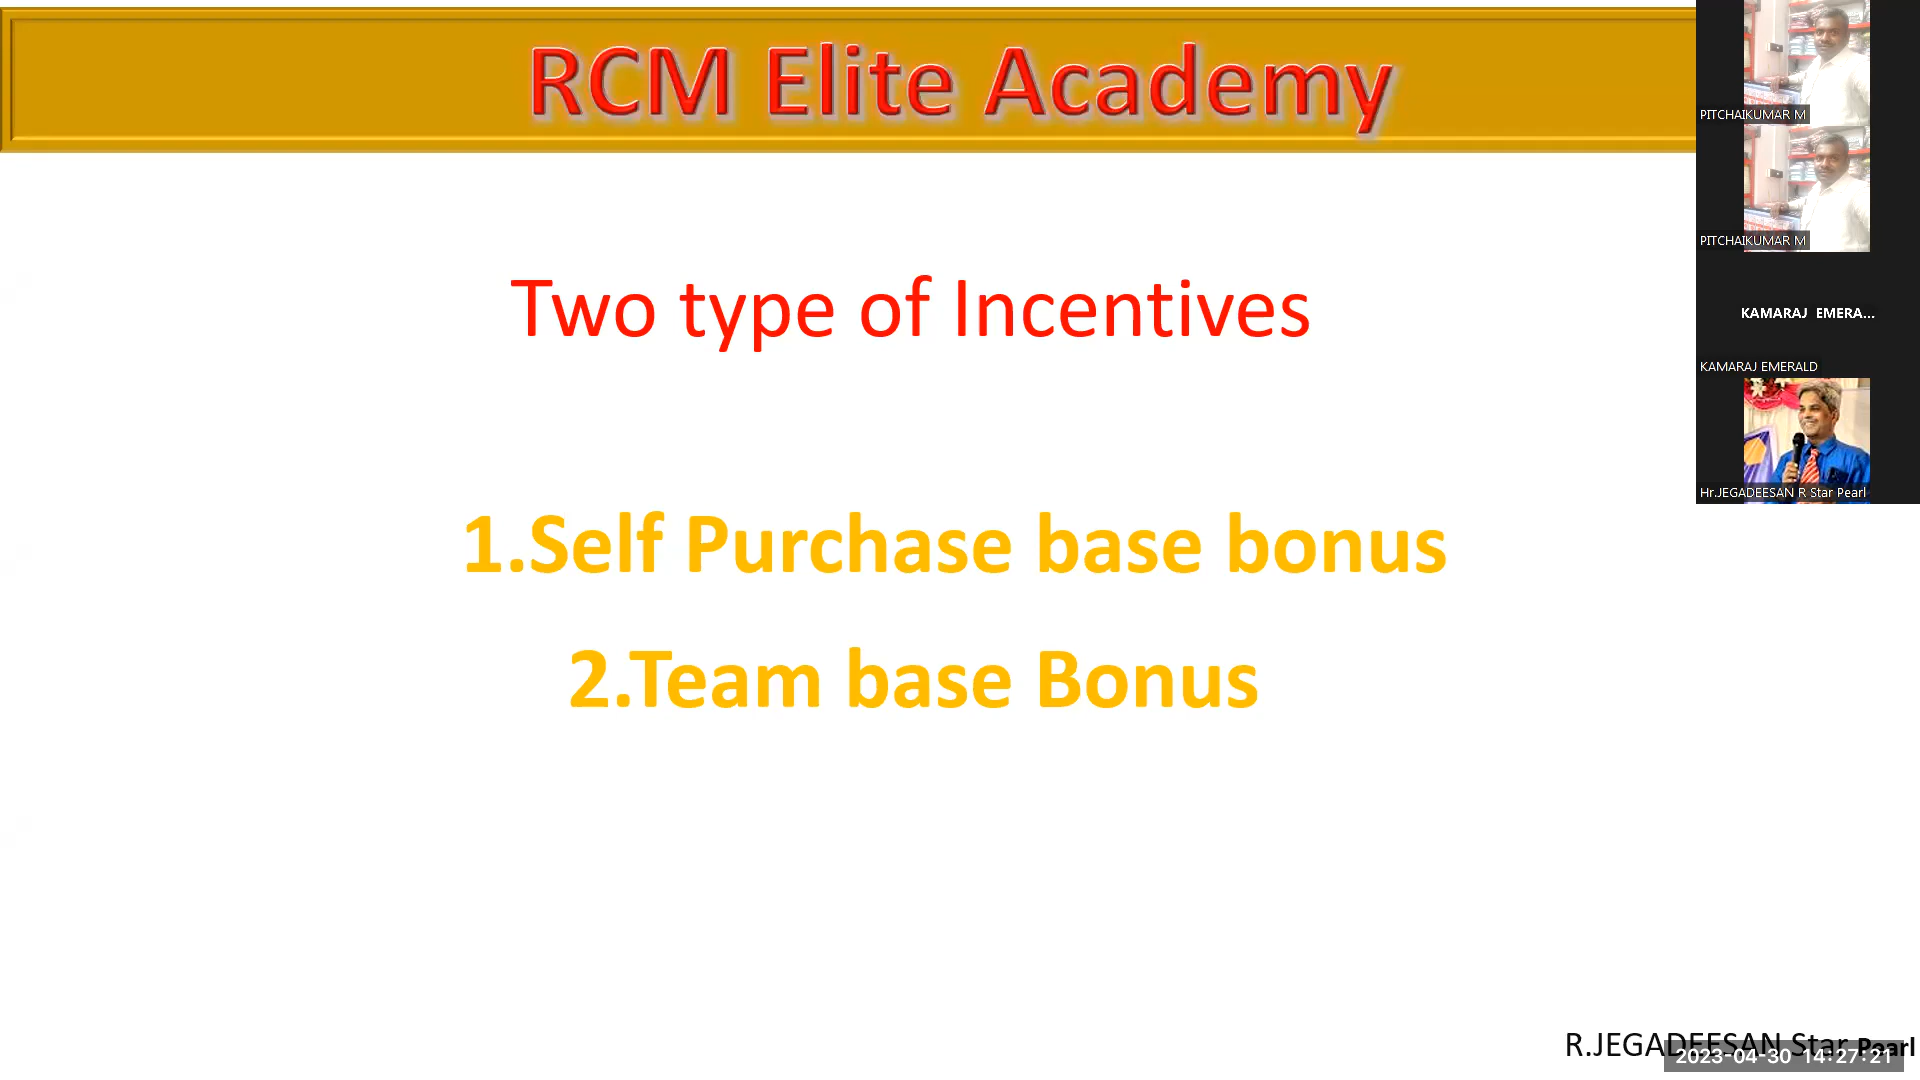 RCM Elite Academy
PITCHAIKUMAR M
PITCHAIKUMAR M
Two type of Incentives
KAMARAJ EMERA...
KAMARAJ EMERALD
Hr.JEGADEESAN R Star Pearl
1.Self Purchase base bonus
2.Team base Bonus
R.JEGADEESAN Star Pearl
2023-04-30 14:27:21